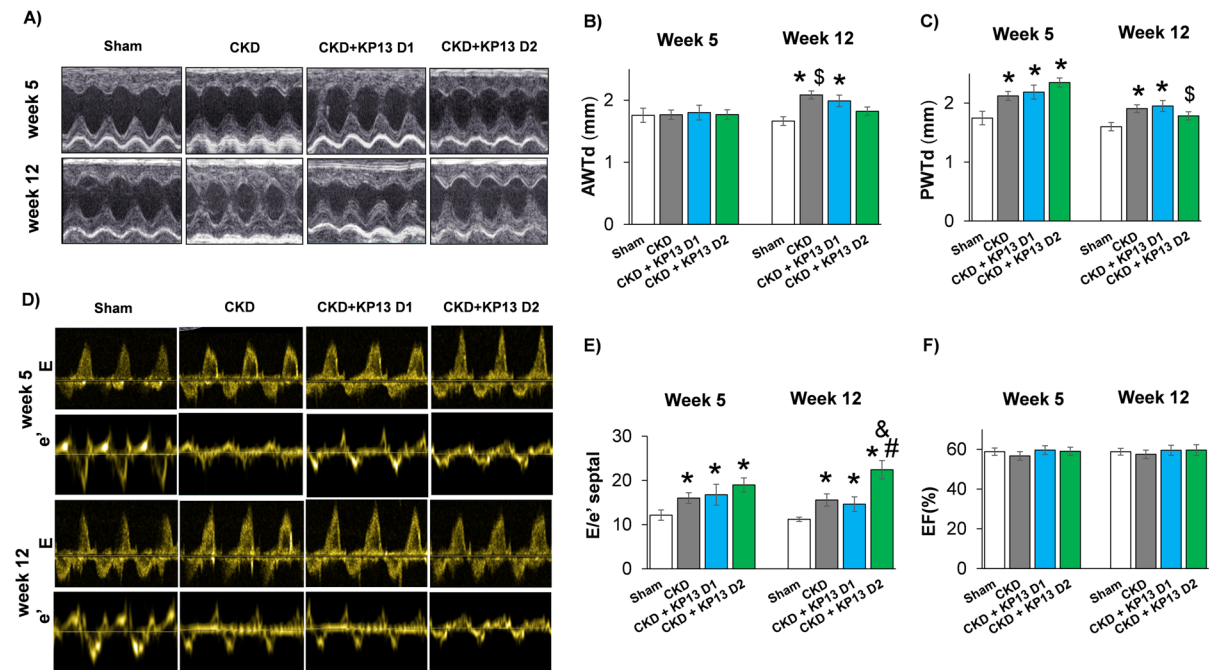 A)
Sham CKD CKD+KP13 D1 CKD+KP13 D2
week 5
week 12
B)
Week 5 Week 12
AWTd (mm)
2
1
0
* $ *
Sham CKD CKD + KP13 D1 CKD + KP13 D2
Sham CKD CKD + KP13 D1 CKD + KP13 D2
C)
Week 5 Week 12
PWTd (mm)
2
1
0
* * *
* * $
Sham CKD CKD + KP13 D1 CKD + KP13 D2
Sham CKD CKD + KP13 D1 CKD + KP13 D2
D)
Sham CKD CKD+KP13 D1 CKD+KP13 D2
week 5
E
e'
week 12
E
e'
E)
Week 5 Week 12
E/e' septal
30
20
10
0
* * *
* * * &
#
Sham CKD CKD + KP13 D1 CKD + KP13 D2
Sham CKD CKD + KP13 D1 CKD + KP13 D2
F)
Week 5 Week 12
EF(%)
60
40
20
0
Sham CKD CKD + KP13 D1 CKD + KP13 D2
Sham CKD CKD + KP13 D1 CKD + KP13 D2